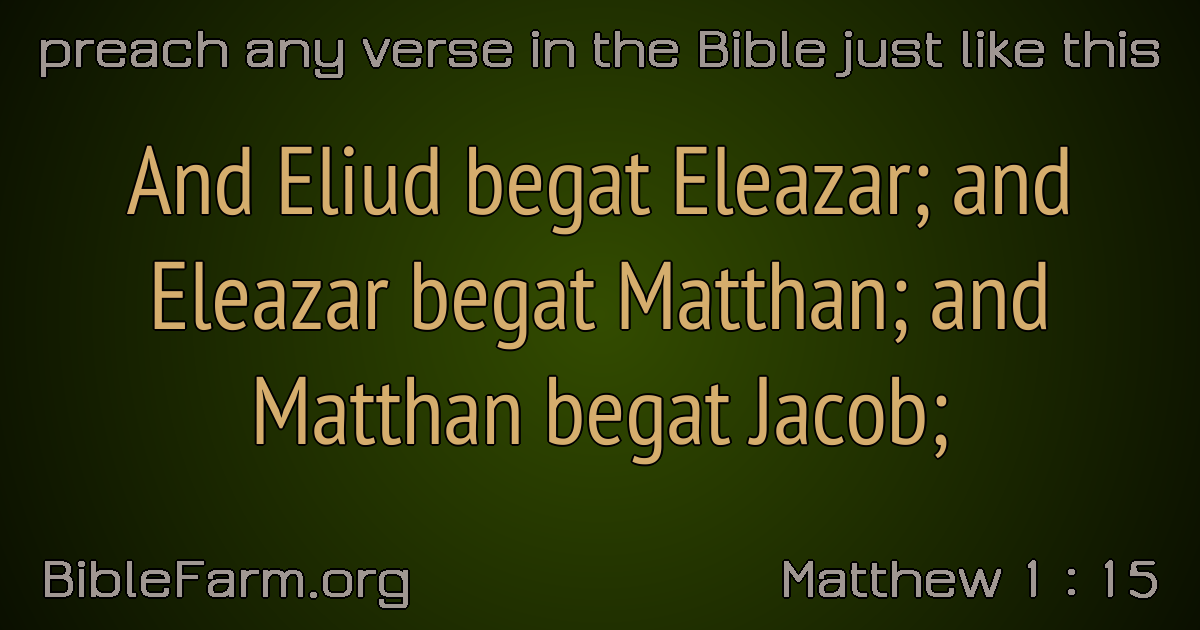 preach any verse in the Bible just like this
And Eliud begat Eleazar; and
Eleazar begat Matthan; and
Matthan begat Jacob;
BibleFarm.org
Matthew 1 : 15